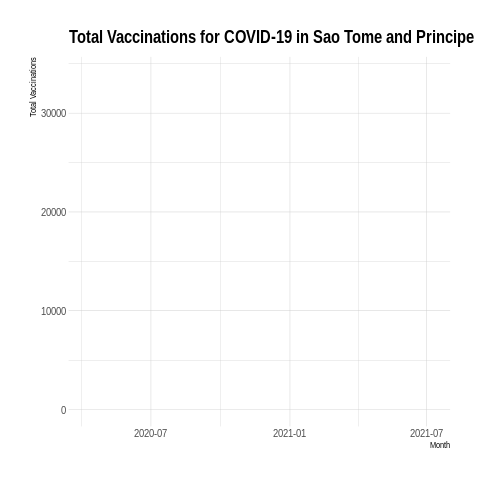 Total Vaccinations for COVID-19 in Sao Tome and Principe
Total Vaccinations
30000
20000
10000
0
2020-07 2021-01 2021-07
Month